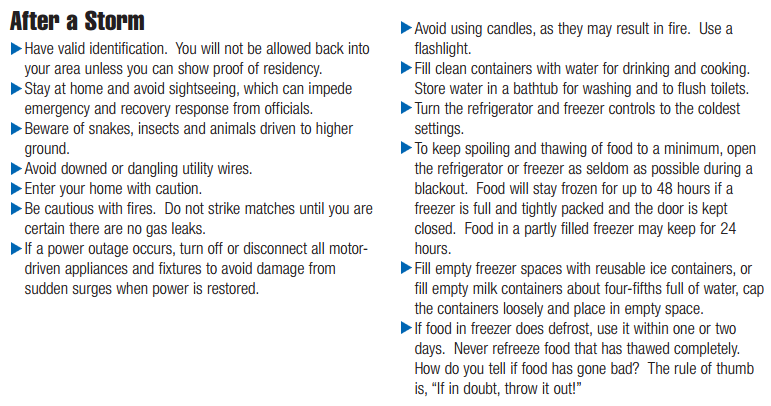 After a Storm
▶Have valid identification.  You will not be allowed back into
your area unless you can show proof of residency.
▶Stay at home and avoid sightseeing, which can impede
emergency and recovery response from officials.
▶Beware of snakes, insects and animals driven to higher
ground.
▶Avoid downed or dangling utility wires.
▶Enter your home with caution.
▶Be cautious with fires.  Do not strike matches until you are
certain there are no gas leaks.
▶If a power outage occurs, turn off or disconnect all motor-
driven appliances and fixtures to avoid damage from
sudden surges when power is restored.
▶Avoid using candles, as they may result in fire.  Use a
flashlight.
▶Fill clean containers with water for drinking and cooking.
Store water in a bathtub for washing and to flush toilets.
▶Turn the refrigerator and freezer controls to the coldest
settings.
▶To keep spoiling and thawing of food to a minimum, open
the refrigerator or freezer as seldom as possible during a
blackout.  Food will stay frozen for up to 48 hours if a
freezer is full and tightly packed and the door is kept
closed.  Food in a partly filled freezer may keep for 24
hours.
▶Fill empty freezer spaces with reusable ice containers, or
fill empty milk containers about four-fifths full of water, cap
the containers loosely and place in empty space.
▶If food in freezer does defrost, use it within one or two
days.  Never refreeze food that has thawed completely.
How do you tell if food has gone bad?  The rule of thumb
is, “If in doubt, throw it out!”